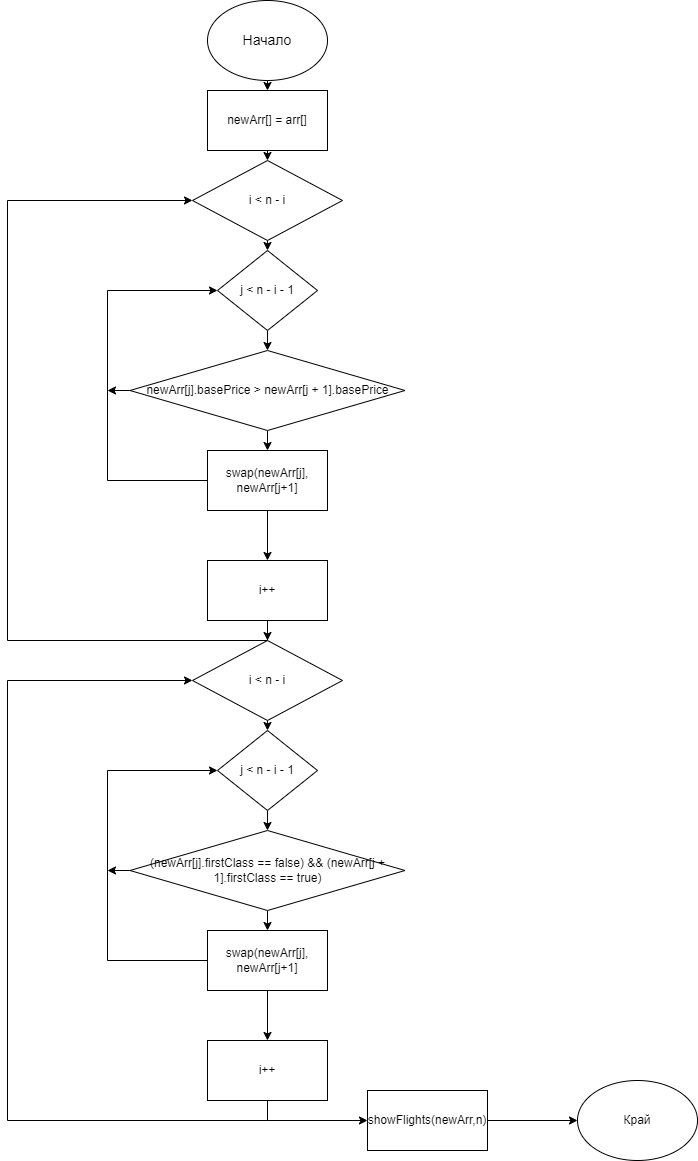 Начало
newArr[] = arr[]
i < n - i
j < n - i - 1
newArr[j].basePrice > newArr[j + 1].basePrice
swap(newArr[j],
newArr[j+1]
i++
i < n - i
j < n - i - 1
(newArr[j].firstClass == false) && (newArr[j +
1].firstClass == true)
swap(newArr[j],
newArr[j+1]
i++
showFlights(newArr,n)
Край